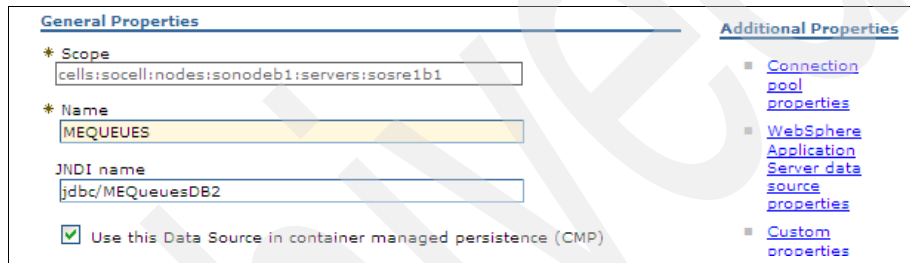 General Properties
* Scope
cells:socell:nodes:sonodeb1:servers:sosre1b1
* Name
MEQUEUES
JNDI name
jdbc/MEQueuesDB2
Use this Data Source in container managed persistence (CMP)
Additional Properties
Connection
pool
properties
WebSphere
Application
Server data
source
properties
Custom
properties